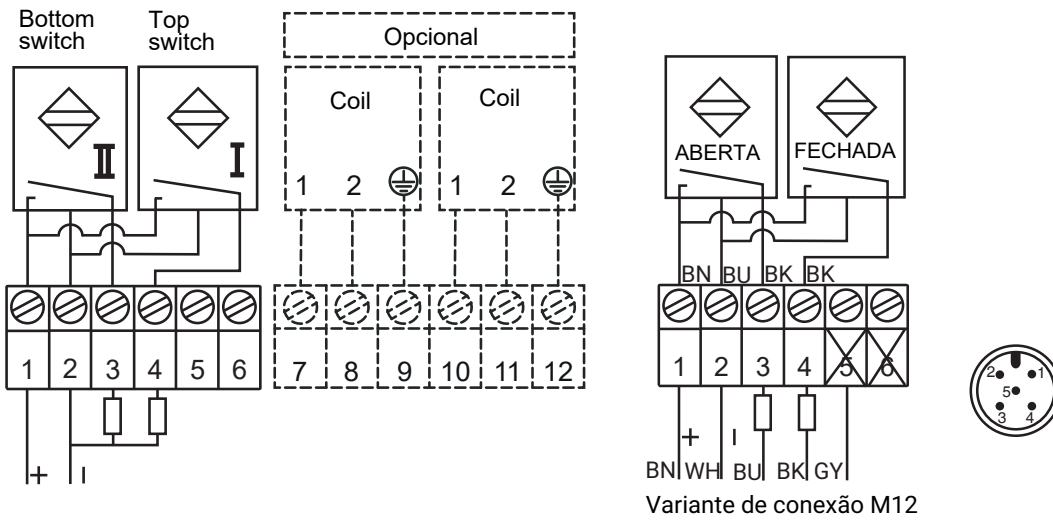 Bottom
switch
Top
switch
Opcional
Coil
Coil
II
I
1 2
1 2
ABERTA
FECHADA
BN BU BK BK
1 2 3 4 5 6
7 8 9 10 11 12
1 2 3 4 5 6
+ –
+ –
BN WH BU BK GY
Variante de conexão M12
2 1
5
3 4